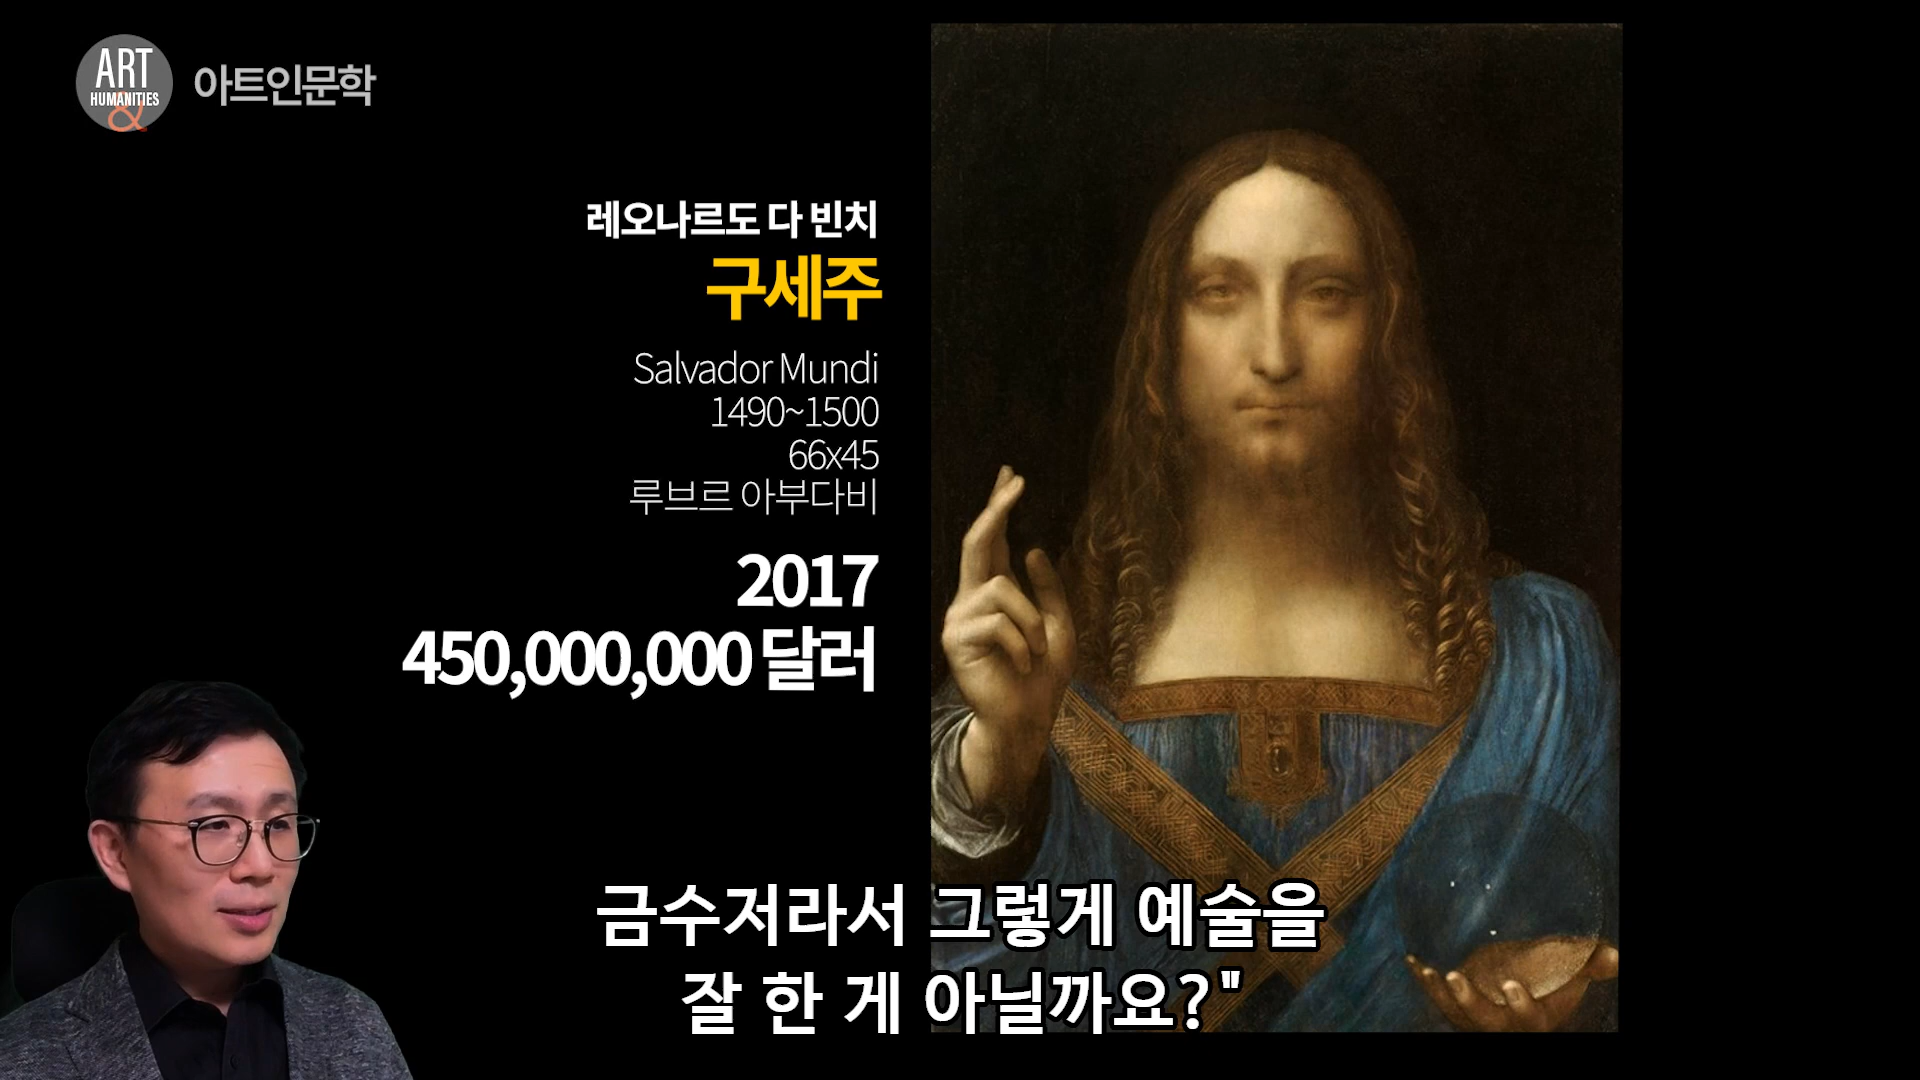 ART
HUMANITIES
&
아트인문학
레오나르도 다 빈치
구세주
Salvador Mundi
1490~1500
66x45
루브르 아부다비
2017
450,000,000 달러
금수저라서 그렇게 예술을
잘 한 게 아닐까요?"